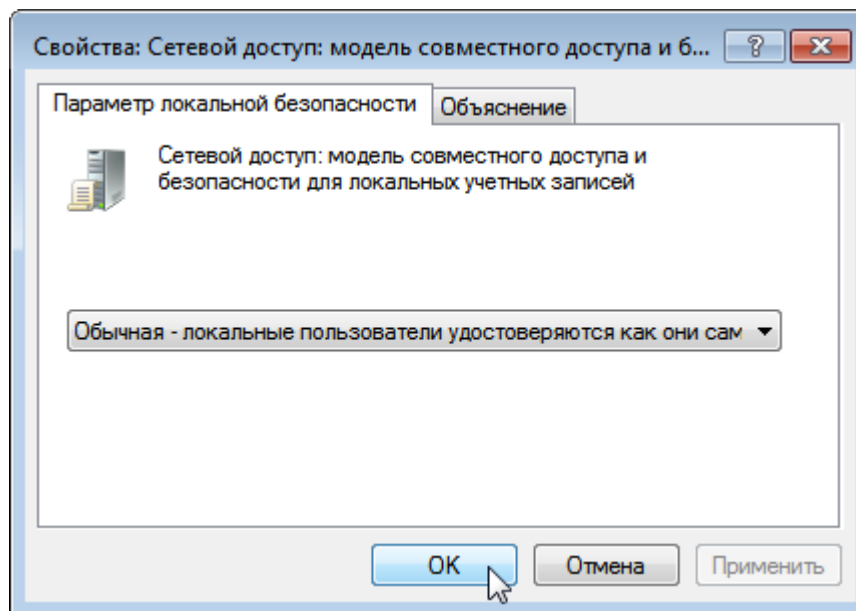 Свойства: Сетевой доступ: модель совместного доступа и б...
Параметр локальной безопасности
Объяснение
Сетевой доступ: модель совместного доступа и
безопасности для локальных учетных записей
Обычная - локальные пользователи удостоверяются как они сам
OK
Отмена
Применить